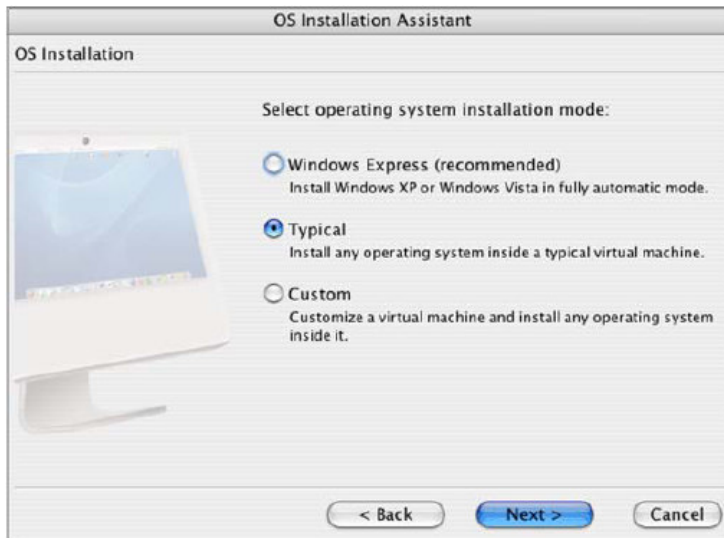 OS Installation Assistant
OS Installation
Select operating system installation mode:
Windows Express (recommended)
Install Windows XP or Windows Vista in fully automatic mode.
Typical
Install any operating system inside a typical virtual machine.
Custom
Customize a virtual machine and install any operating system
inside it.
< Back
Next >
Cancel